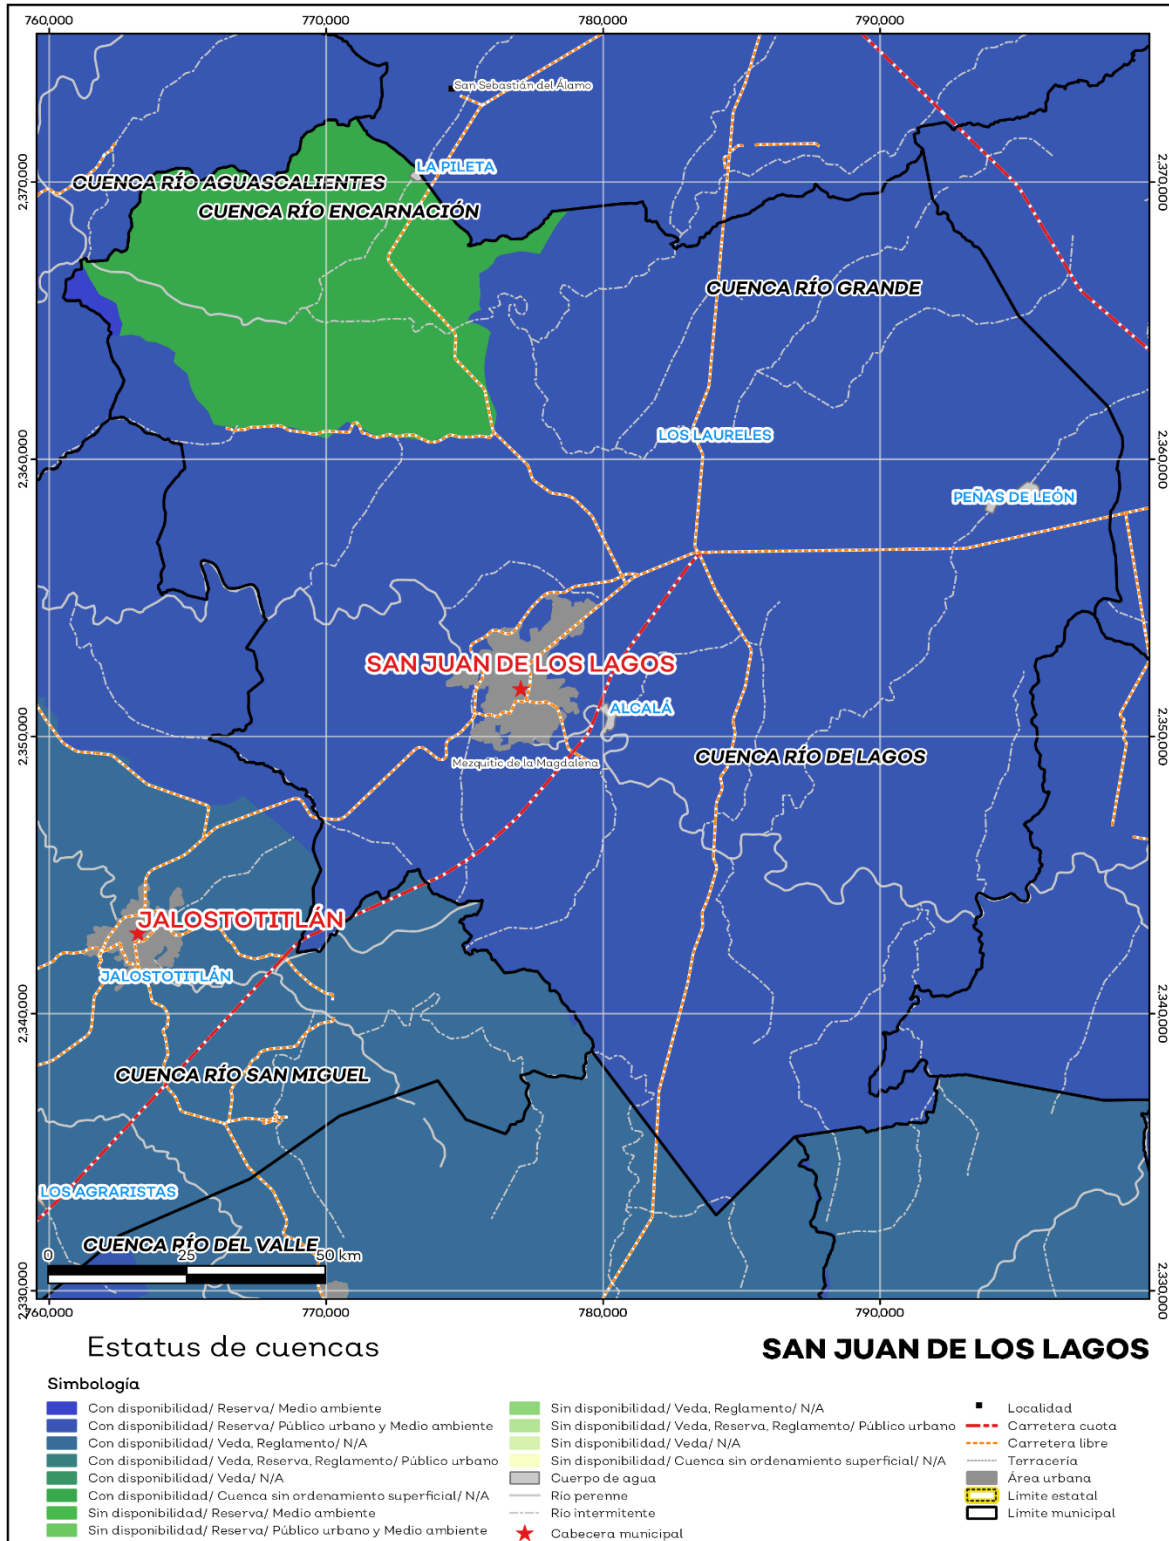 760,000
770,000
780,000
790,000
San Sebastián del Álamo
LA PILETA
2,370,000
2,370,000
CUENCA RÍO AGUASCALIENTES
CUENCA RÍO ENCARNACIÓN
CUENCA RÍO GRANDE
LOS LAURELES
2,360,000
2,360,000
PEÑAS DE LEÓN
SAN JUAN DE LOS LAGOS
ALCALÁ
2,350,000
2,350,000
CUENCA RÍO DE LAGOS
Mezquitic de la Magdalena
JALOSTOTITLÁN
JALOSTOTITLÁN
2,340,000
2,340,000
CUENCA RÍO SAN MIGUEL
LOS AGRARISTAS
CUENCA RÍO DEL VALLE
0 25 50 km
2,330,000
2,330,000
760,000
770,000
780,000
790,000
Estatus de cuencas
SAN JUAN DE LOS LAGOS
Simbología
Con disponibilidad/ Reserva/ Medio ambiente
Con disponibilidad/ Reserva/ Público urbano y Medio ambiente
Con disponibilidad/ Veda, Reglamento/ N/A
Con disponibilidad/ Veda, Reserva, Reglamento/ Público urbano
Con disponibilidad/ Veda/ N/A
Con disponibilidad/ Cuenca sin ordenamiento superficial/ N/A
Sin disponibilidad/ Reserva/ Medio ambiente
Sin disponibilidad/ Reserva/ Público urbano y Medio ambiente
Sin disponibilidad/ Veda, Reglamento/ N/A
Sin disponibilidad/ Veda, Reserva, Reglamento/ Público urbano
Sin disponibilidad/ Veda/ N/A
Sin disponibilidad/ Cuenca sin ordenamiento superficial/ N/A
Cuerpo de agua
Río perenne
Río intermitente
Cabecera municipal
Localidad
Carretera cuota
Carretera libre
Terracería
Área urbana
Límite estatal
Límite municipal